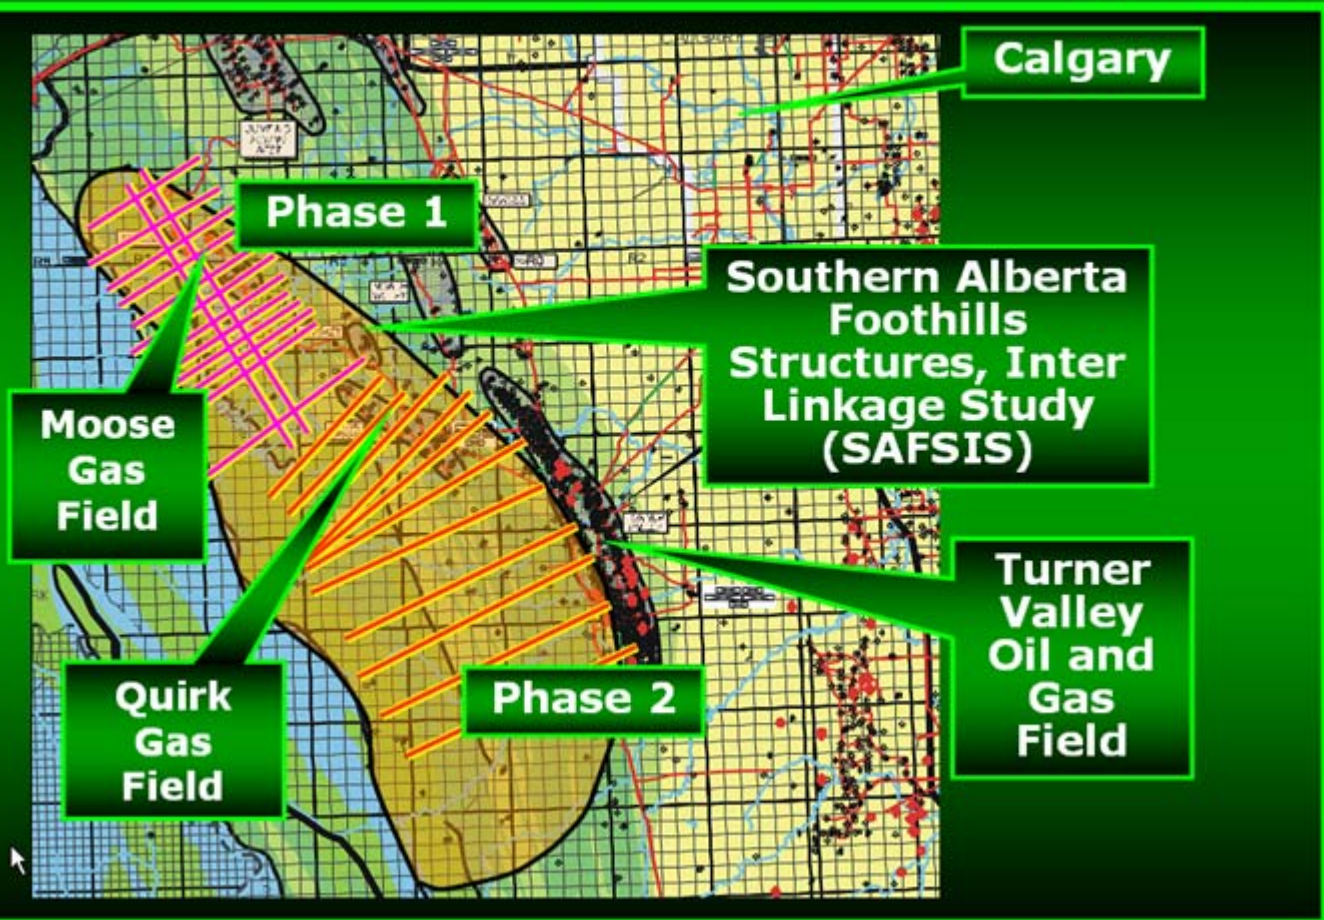 Calgary
Phase 1
Southern Alberta
Foothills
Structures, Inter
Linkage Study
(SAFSIS)
Moose
Gas
Field
Turner
Valley
Oil and
Gas
Field
Quirk
Gas
Field
Phase 2